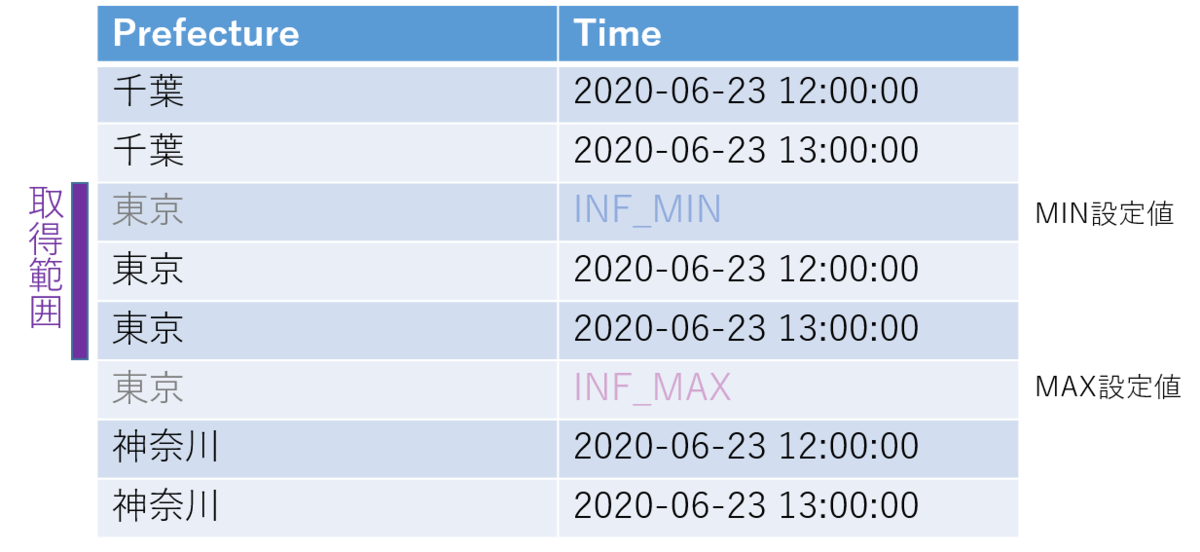 Prefecture Time
千葉 2020-06-23 12:00:00
千葉 2020-06-23 13:00:00
取得範囲
東京 INF_MIN MIN設定値
東京 2020-06-23 12:00:00
東京 2020-06-23 13:00:00
東京 INF_MAX MAX設定値
神奈川 2020-06-23 12:00:00
神奈川 2020-06-23 13:00:00